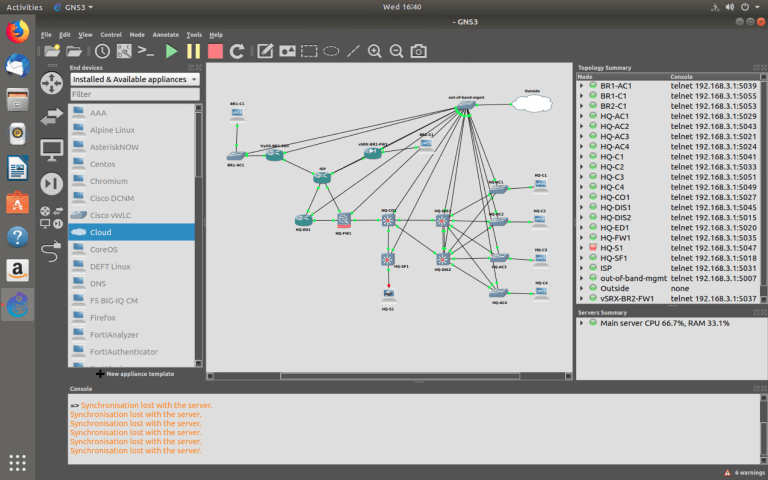 Activities GNS3 Wed 16:40
- GNS3
File Edit View Control Node Annotate Tools Help
End devices
Installed & Available appliances
Filter
AAA
Alpine Linux
AsteriskNOW
Centos
Chromium
Cisco DCNM
Cisco vWLC
Cloud
CoreOS
DEFT Linux
DNS
F5 BIG-IQ CM
Firefox
FortiAnalyzer
FortiAuthenticator
New appliance template
out-of-band-mgmt
Outside
BR1-C1
BR2-C1
BR1-AC1
vSRX-BR2-FW1
ISP
HQ-ED1
HQ-FW1
HQ-CO1
HQ-DIS1
HQ-DIS2
HQ-SF1
HQ-S1
HQ-AC1
HQ-AC2
HQ-AC3
HQ-AC4
HQ-C1
HQ-C2
HQ-C3
HQ-C4
Topology Summary
Node Console
BR1-AC1 telnet 192.168.3.1:5039
BR1-C1 telnet 192.168.3.1:5055
BR2-C1 telnet 192.168.3.1:5053
HQ-AC1 telnet 192.168.3.1:5029
HQ-AC2 telnet 192.168.3.1:5043
HQ-AC3 telnet 192.168.3.1:5021
HQ-AC4 telnet 192.168.3.1:5024
HQ-C1 telnet 192.168.3.1:5041
HQ-C2 telnet 192.168.3.1:5033
HQ-C3 telnet 192.168.3.1:5051
HQ-C4 telnet 192.168.3.1:5049
HQ-CO1 telnet 192.168.3.1:5027
HQ-DIS1 telnet 192.168.3.1:5045
HQ-DIS2 telnet 192.168.3.1:5015
HQ-ED1 telnet 192.168.3.1:5020
HQ-FW1 telnet 192.168.3.1:5035
HQ-S1 telnet 192.168.3.1:5047
HQ-SF1 telnet 192.168.3.1:5018
ISP telnet 192.168.3.1:5031
out-of-band-mgmt telnet 192.168.3.1:5007
Outside none
vSRX-BR2-FW1 telnet 192.168.3.1:5037
Servers Summary
Main server CPU 66.7%, RAM 33.1%
Console
=> Synchronisation lost with the server.
Synchronisation lost with the server.
Synchronisation lost with the server.
Synchronisation lost with the server.
Synchronisation lost with the server.
Synchronisation lost with the server.
6 warnings